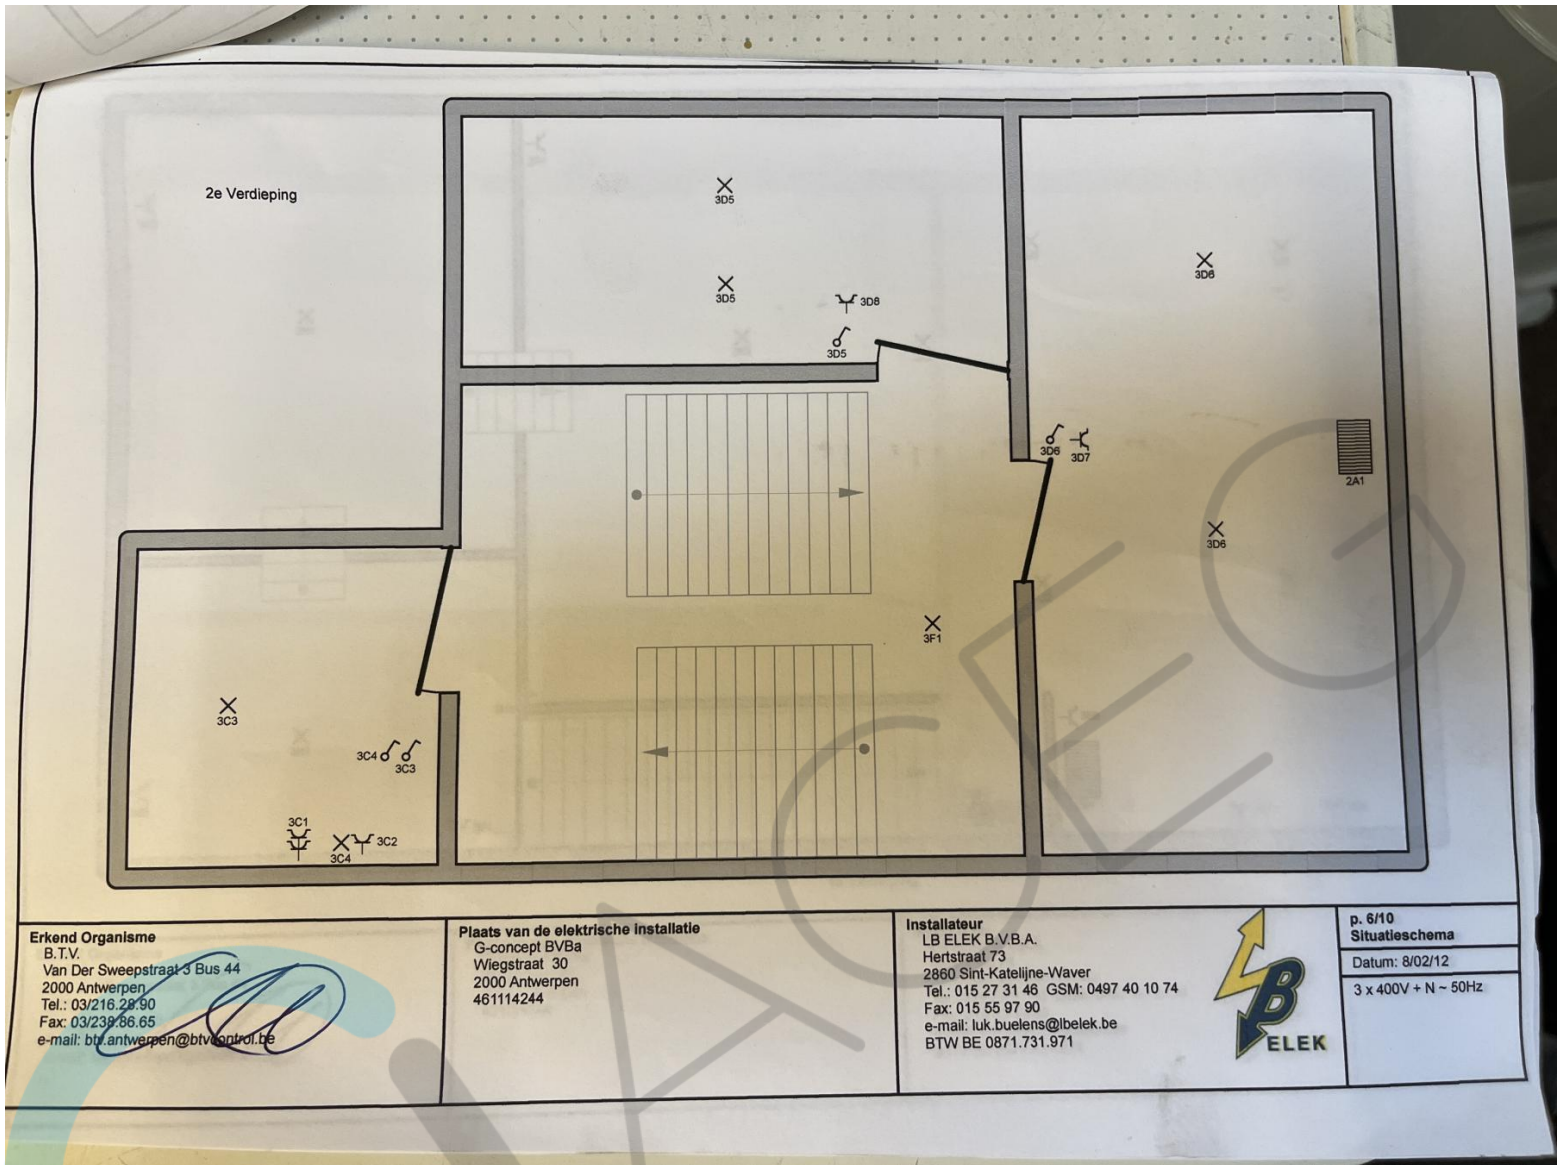 2e Verdieping
3D5
3D5
3D8
3D5
3D6
3D6
3D7
2A1
3D6
3F1
3C3
3C4
3C3
3C1
3C4
3C2
Erkend Organisme
B.T.V.
Van Der Sweepstraat 3 Bus 44
2000 Antwerpen
Tel.: 03/216.28.90
Fax: 03/238.86.65
e-mail: btv.antwerpen@btvcontrol.be
Plaats van de elektrische installatie
G-concept BVBa
Wiegstraat 30
2000 Antwerpen
461114244
Installateur
LB ELEK B.V.B.A.
Hertstraat 73
2860 Sint-Katelijne-Waver
Tel.: 015 27 31 46 GSM: 0497 40 10 74
Fax: 015 55 97 90
e-mail: luk.buelens@lbelek.be
BTW BE 0871.731.971
B
ELEK
p. 6/10
Situatieschema
Datum: 8/02/12
3 x 400V + N ~ 50Hz